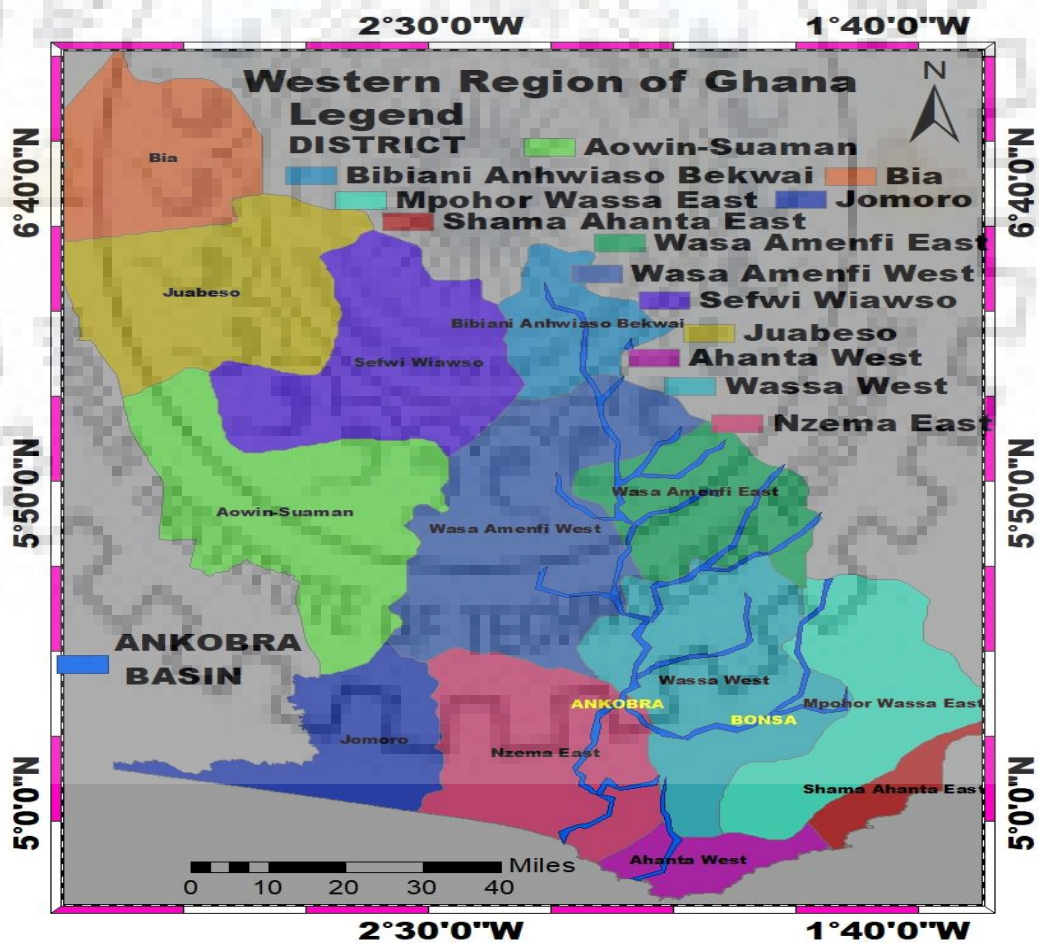 2°30'0"W 1°40'0"W
Western Region of Ghana
N
Legend
DISTRICT
Aowin-Suaman
Bibiani Anhwiaso Bekwai
Bia
Mpohor Wassa East
Jomoro
Shama Ahanta East
Wasa Amenfi East
Wasa Amenfi West
Sefwi Wiawso
Juabeso
Ahanta West
Wassa West
Nzema East
6°40'0"N
5°50'0"N
5°0'0"N
6°40'0"N
5°50'0"N
5°0'0"N
Bia
Juabeso
Bibiani Anhwiaso Bekwai
Sefwi Wiawso
Wasa Amenfi East
Aowin-Suaman
Wasa Amenfi West
ANKOBRA
BASIN
Wassa West
ANKOBRA
Mpohor Wassa East
BONSA
Jomoro
Nzema East
Shama Ahanta East
Ahanta West
Miles
0 10 20 30 40
2°30'0"W 1°40'0"W